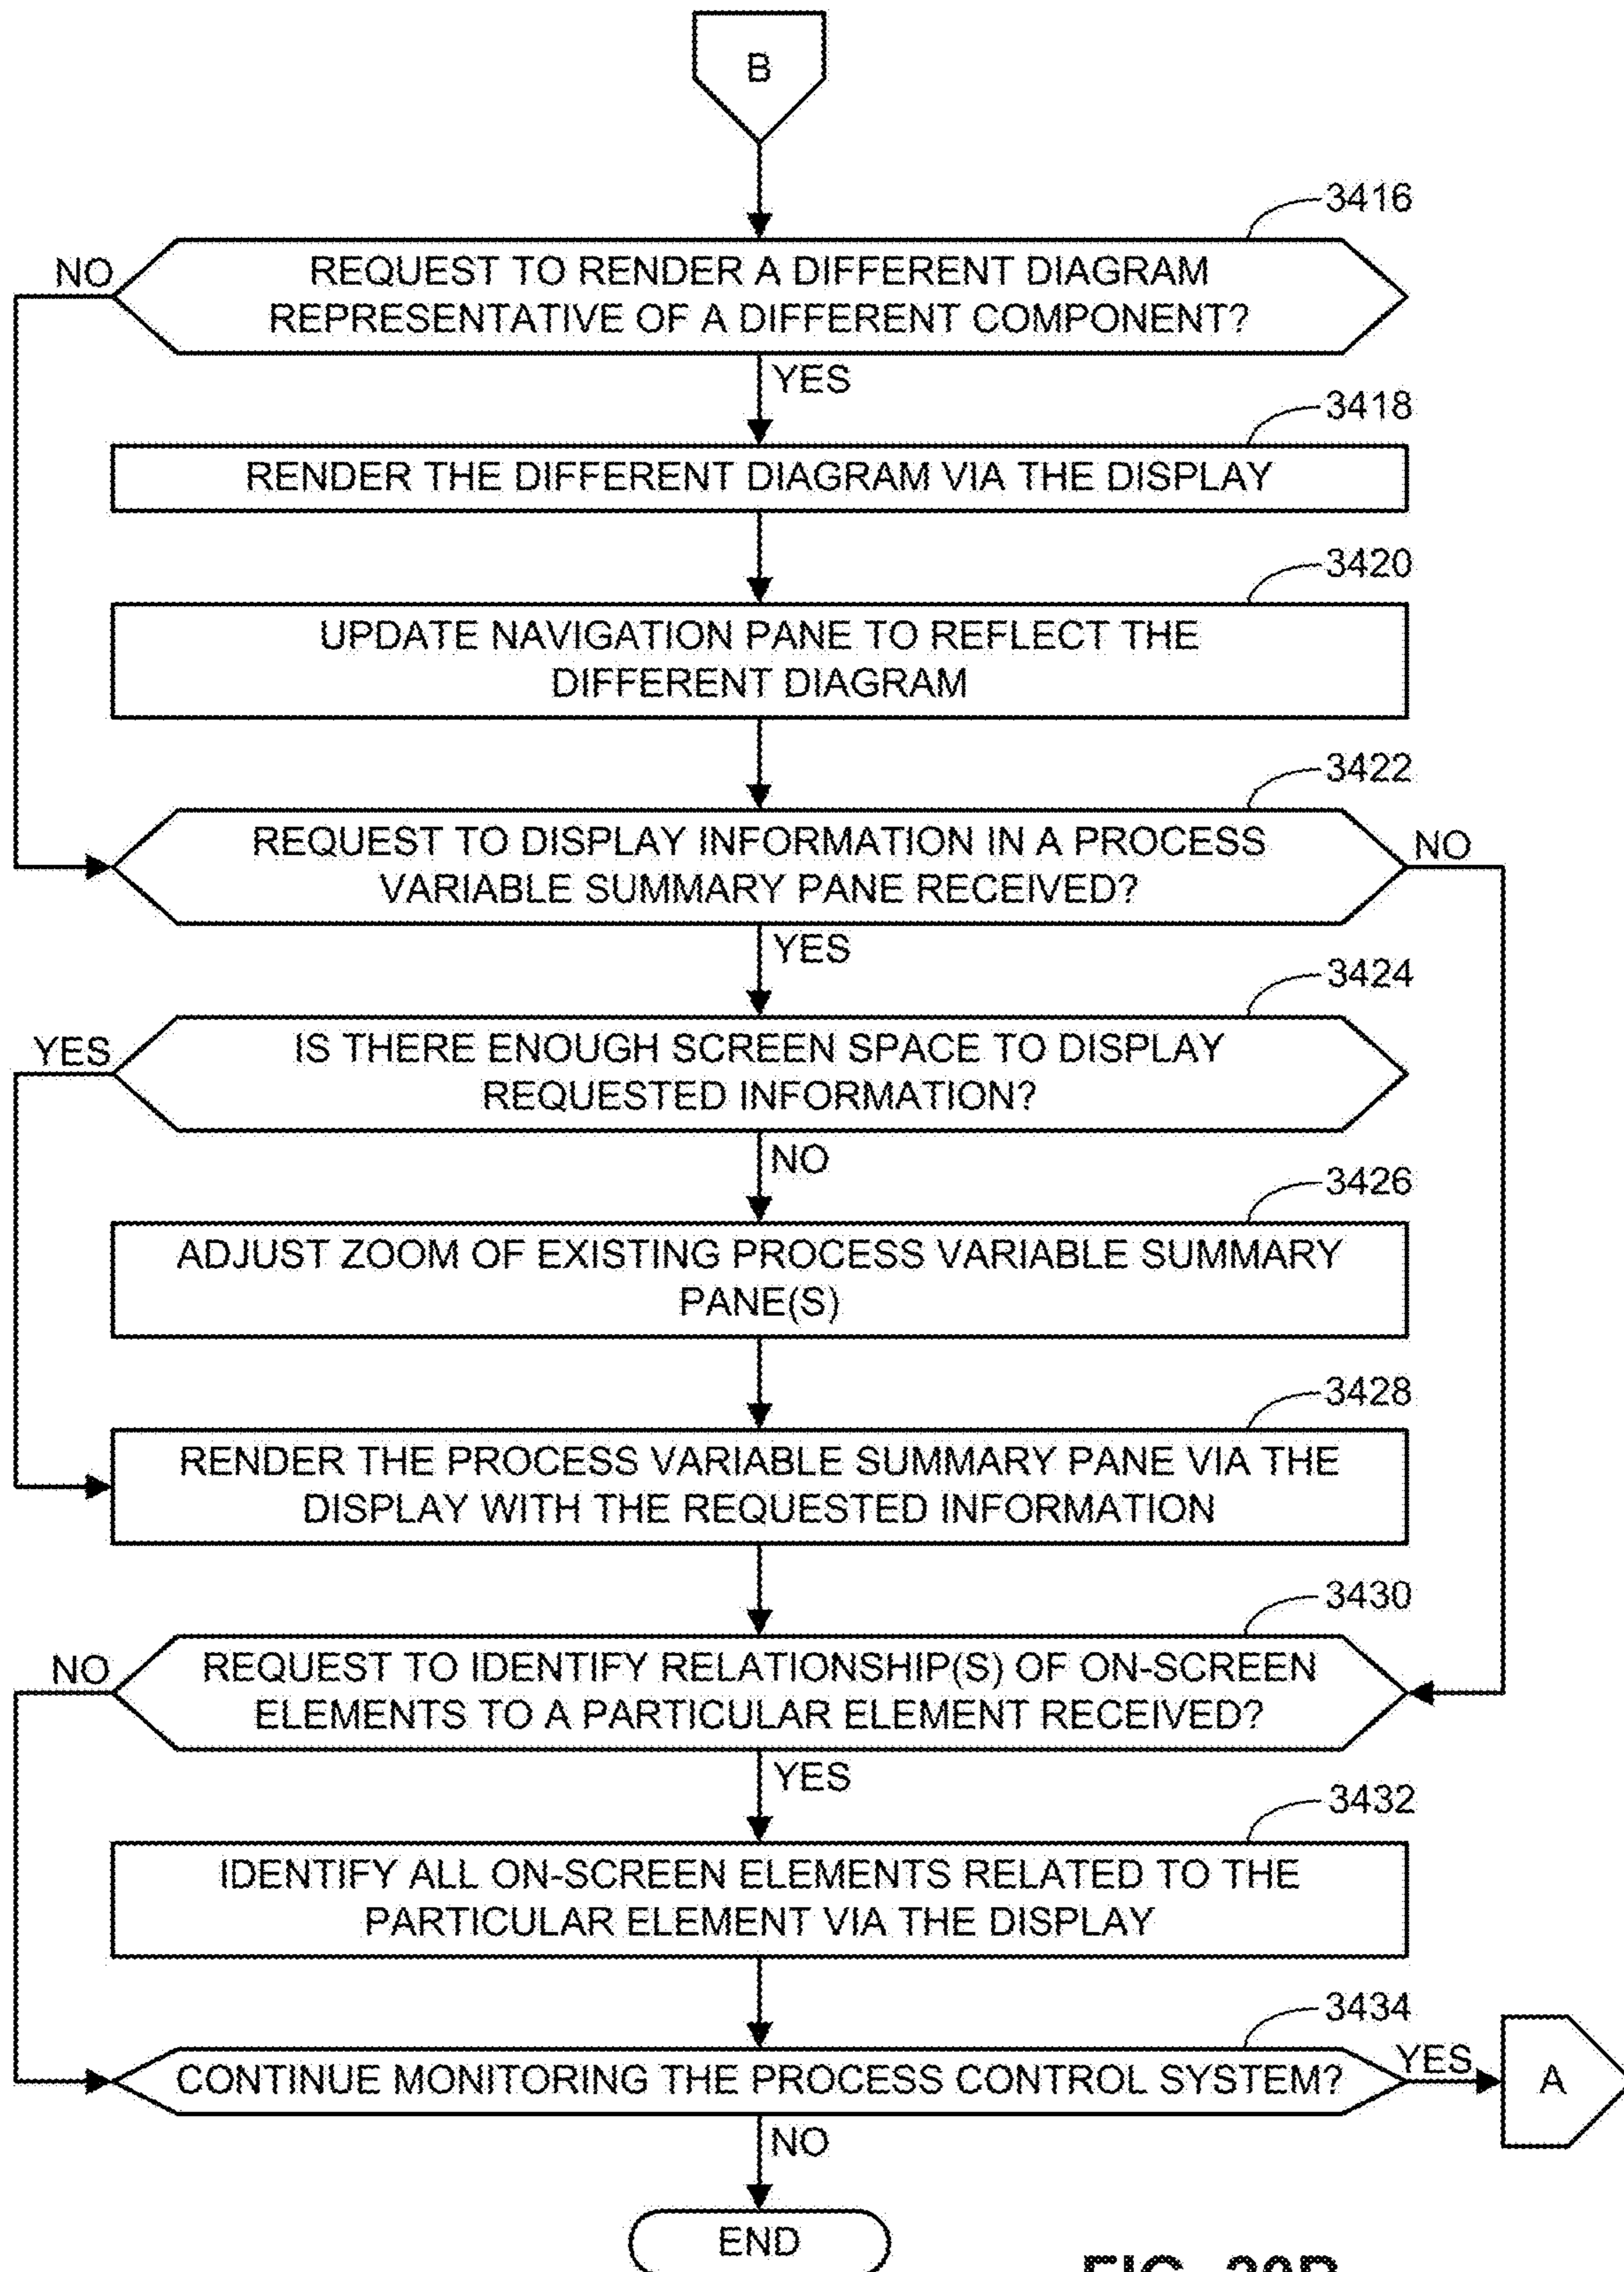 B
3416
NO
REQUEST TO RENDER A DIFFERENT DIAGRAM
REPRESENTATIVE OF A DIFFERENT COMPONENT?
YES
3418
RENDER THE DIFFERENT DIAGRAM VIA THE DISPLAY
3420
UPDATE NAVIGATION PANE TO REFLECT THE
DIFFERENT DIAGRAM
3422
REQUEST TO DISPLAY INFORMATION IN A PROCESS
VARIABLE SUMMARY PANE RECEIVED?
NO
YES
3424
YES
IS THERE ENOUGH SCREEN SPACE TO DISPLAY
REQUESTED INFORMATION?
NO
3426
ADJUST ZOOM OF EXISTING PROCESS VARIABLE SUMMARY
PANE(S)
3428
RENDER THE PROCESS VARIABLE SUMMARY PANE VIA THE
DISPLAY WITH THE REQUESTED INFORMATION
3430
NO
REQUEST TO IDENTIFY RELATIONSHIP(S) OF ON-SCREEN
ELEMENTS TO A PARTICULAR ELEMENT RECEIVED?
YES
3432
IDENTIFY ALL ON-SCREEN ELEMENTS RELATED TO THE
PARTICULAR ELEMENT VIA THE DISPLAY
3434
CONTINUE MONITORING THE PROCESS CONTROL SYSTEM?
YES
A
NO
END